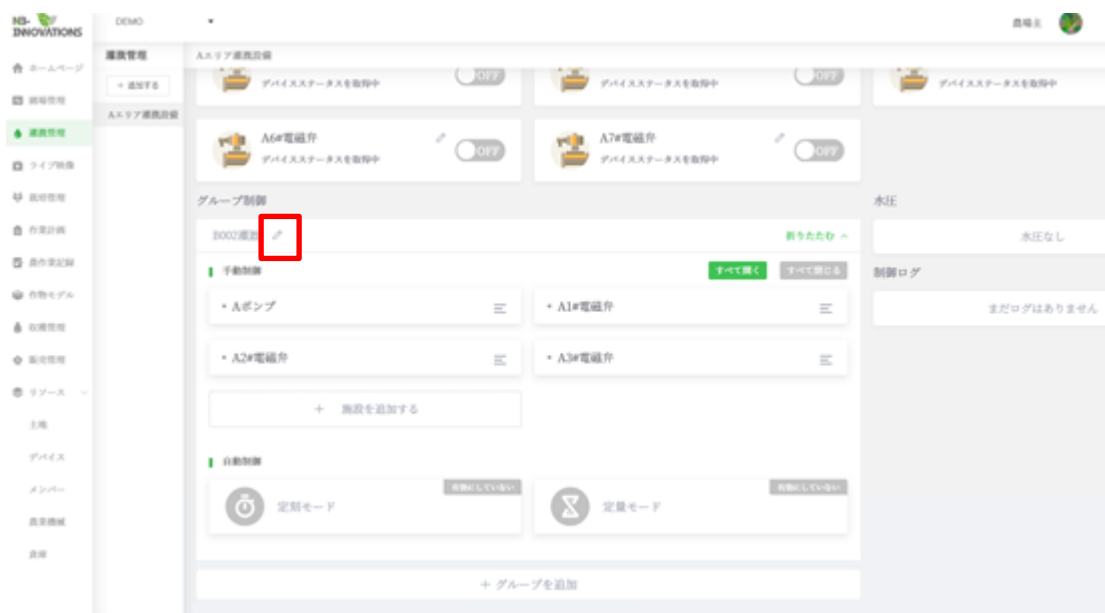 NB-
INNOVATIONS
DEMO
農場主
ホームページ
圃場管理
灌漑管理
ライブ映像
栽培管理
作業計画
農作業記録
作物モデル
収穫管理
販売管理
リソース
土地
デバイス
メンバー
農業機械
倉庫
灌漑管理
+ 追加する
Aエリア灌漑設備
Aエリア灌漑設備
デバイスステータスを取得中
OFF
デバイスステータスを取得中
OFF
デバイスステータスを取得中
A6#電磁弁
デバイスステータスを取得中
OFF
A7#電磁弁
デバイスステータスを取得中
OFF
グループ制御
B002灌漑
折りたたむ
手動制御
すべて開く
すべて閉じる
Aポンプ
A1#電磁弁
A2#電磁弁
A3#電磁弁
+ 施設を追加する
自動制御
有効にしていない
定刻モード
有効にしていない
定量モード
+ グループを追加
水圧
水圧なし
制御ログ
まだログはありません